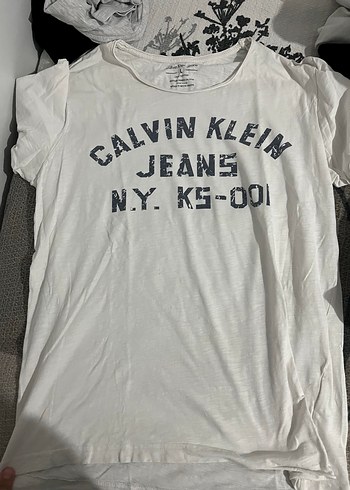 CALVIN KLEIN
JEANS
N.Y. KS-001